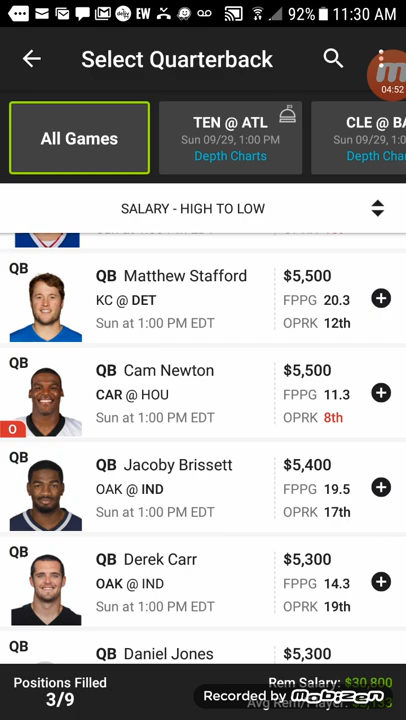 92% 11:30 AM
EW
Select Quarterback
04:52
All Games
TEN @ ATL
Sun 09/29, 1:00 PM
Depth Charts
CLE @ BA
Sun 09/29, 1:0
Depth Char
SALARY - HIGH TO LOW
QB
QB Matthew Stafford
$5,500
KC @ DET
FPPG 20.3
Sun at 1:00 PM EDT
OPRK 12th
QB
QB Cam Newton
$5,500
CAR @ HOU
FPPG 11.3
O
Sun at 1:00 PM EDT
OPRK 8th
QB
QB Jacoby Brissett
$5,400
OAK @ IND
FPPG 19.5
Sun at 1:00 PM EDT
OPRK 17th
QB
QB Derek Carr
$5,300
OAK @ IND
FPPG 14.3
Sun at 1:00 PM EDT
OPRK 19th
QB
QB Daniel Jones
$5,300
Positions Filled
3/9
Rem Salary: $30,800
Avg Rem/Player:
Recorded by Mobizen